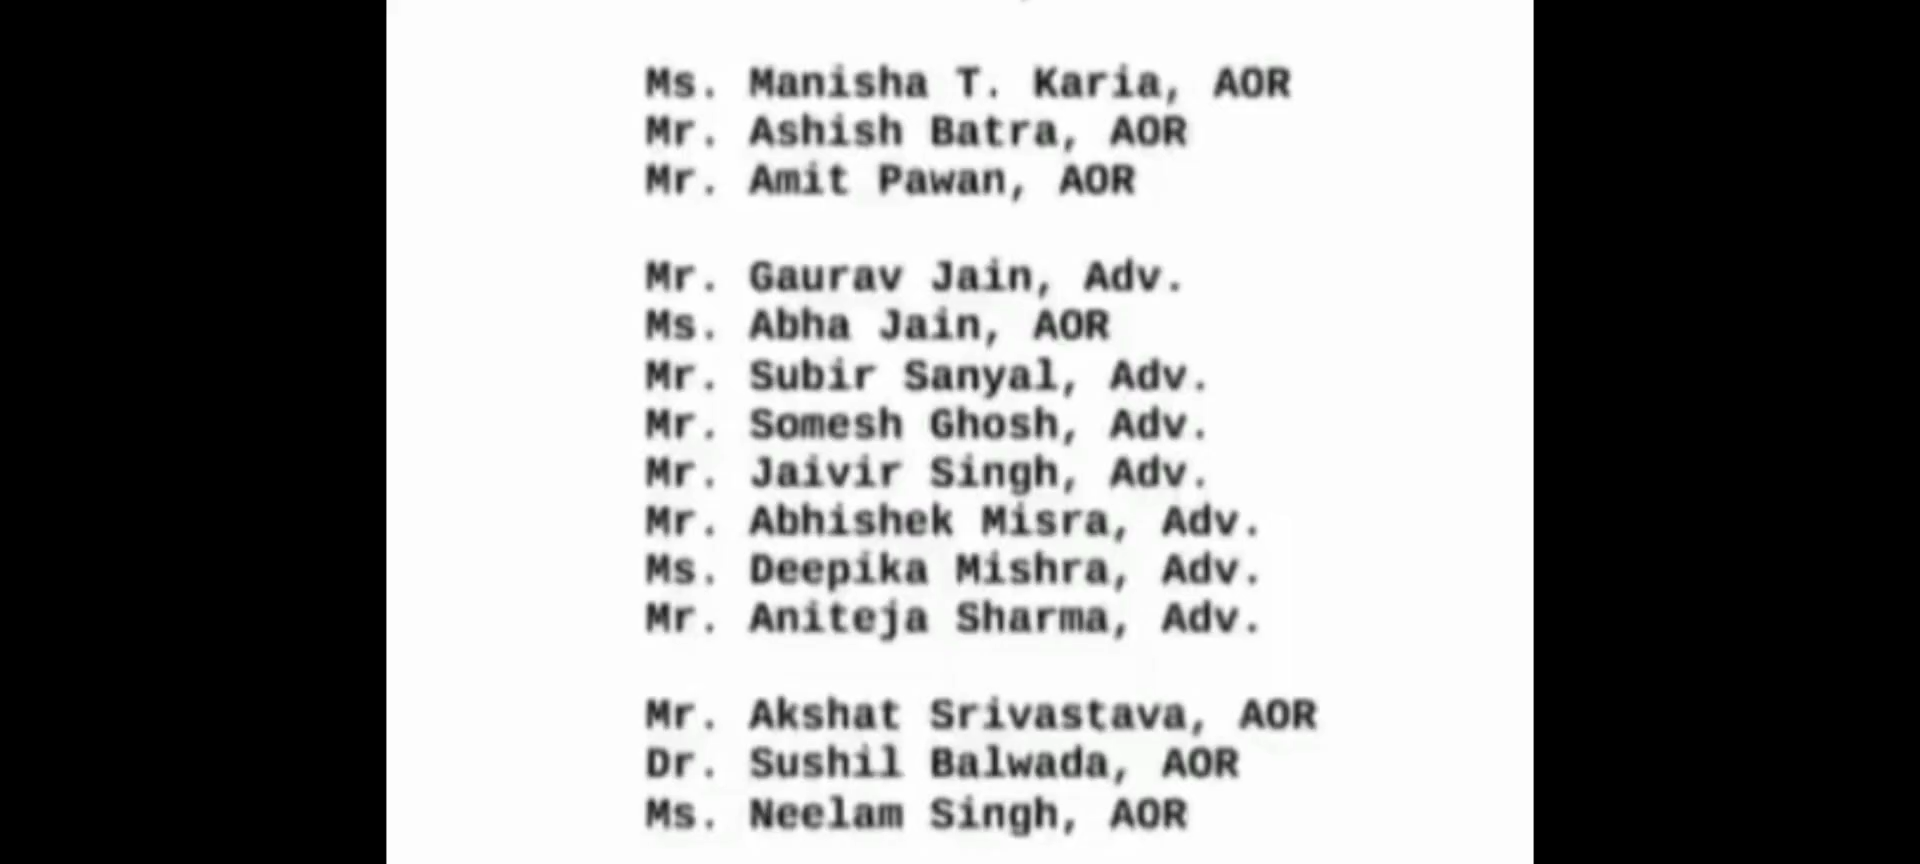 Ms. Manisha T. Karia, AOR
Mr. Ashish Batra, AOR
Mr. Amit Pawan, AOR
Mr. Gaurav Jain, Adv.
Ms. Abha Jain, AOR
Mr. Subir Sanyal, Adv.
Mr. Somesh Ghosh, Adv.
Mr. Jaivir Singh, Adv.
Mr. Abhishek Misra, Adv.
Ms. Deepika Mishra, Adv.
Mr. Aniteja Sharma, Adv.
Mr. Akshat Srivastava, AOR
Dr. Sushil Balwada, AOR
Ms. Neelam Singh, AOR